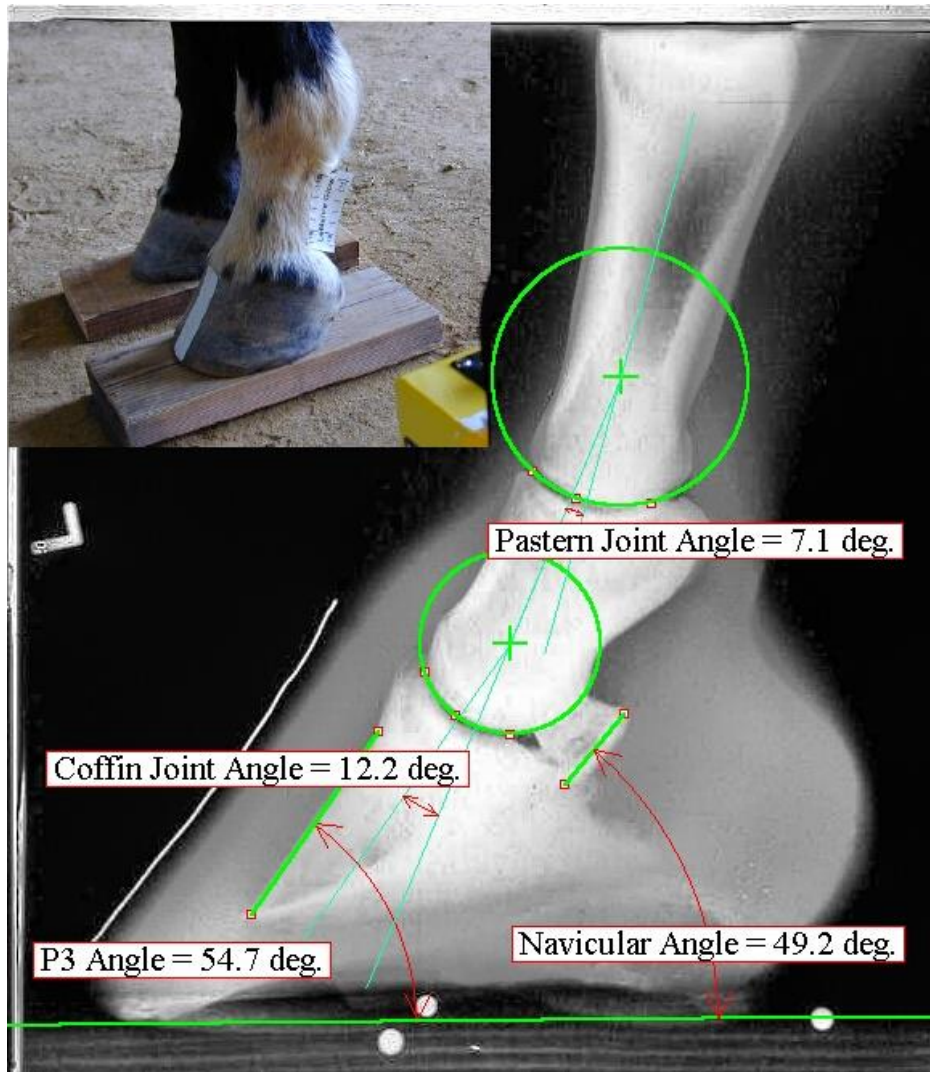 L
Pastern Joint Angle = 7.1 deg.
Coffin Joint Angle = 12.2 deg.
P3 Angle = 54.7 deg.
Navicular Angle = 49.2 deg.